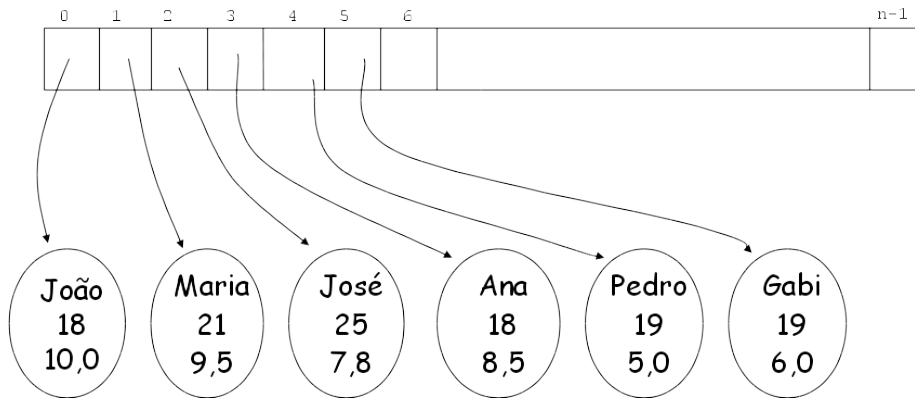 0 1 2 3 4 5 6 n-1
João Maria José Ana Pedro Gabi
18 21 25 18 19 19
10,0 9,5 7,8 8,5 5,0 6,0